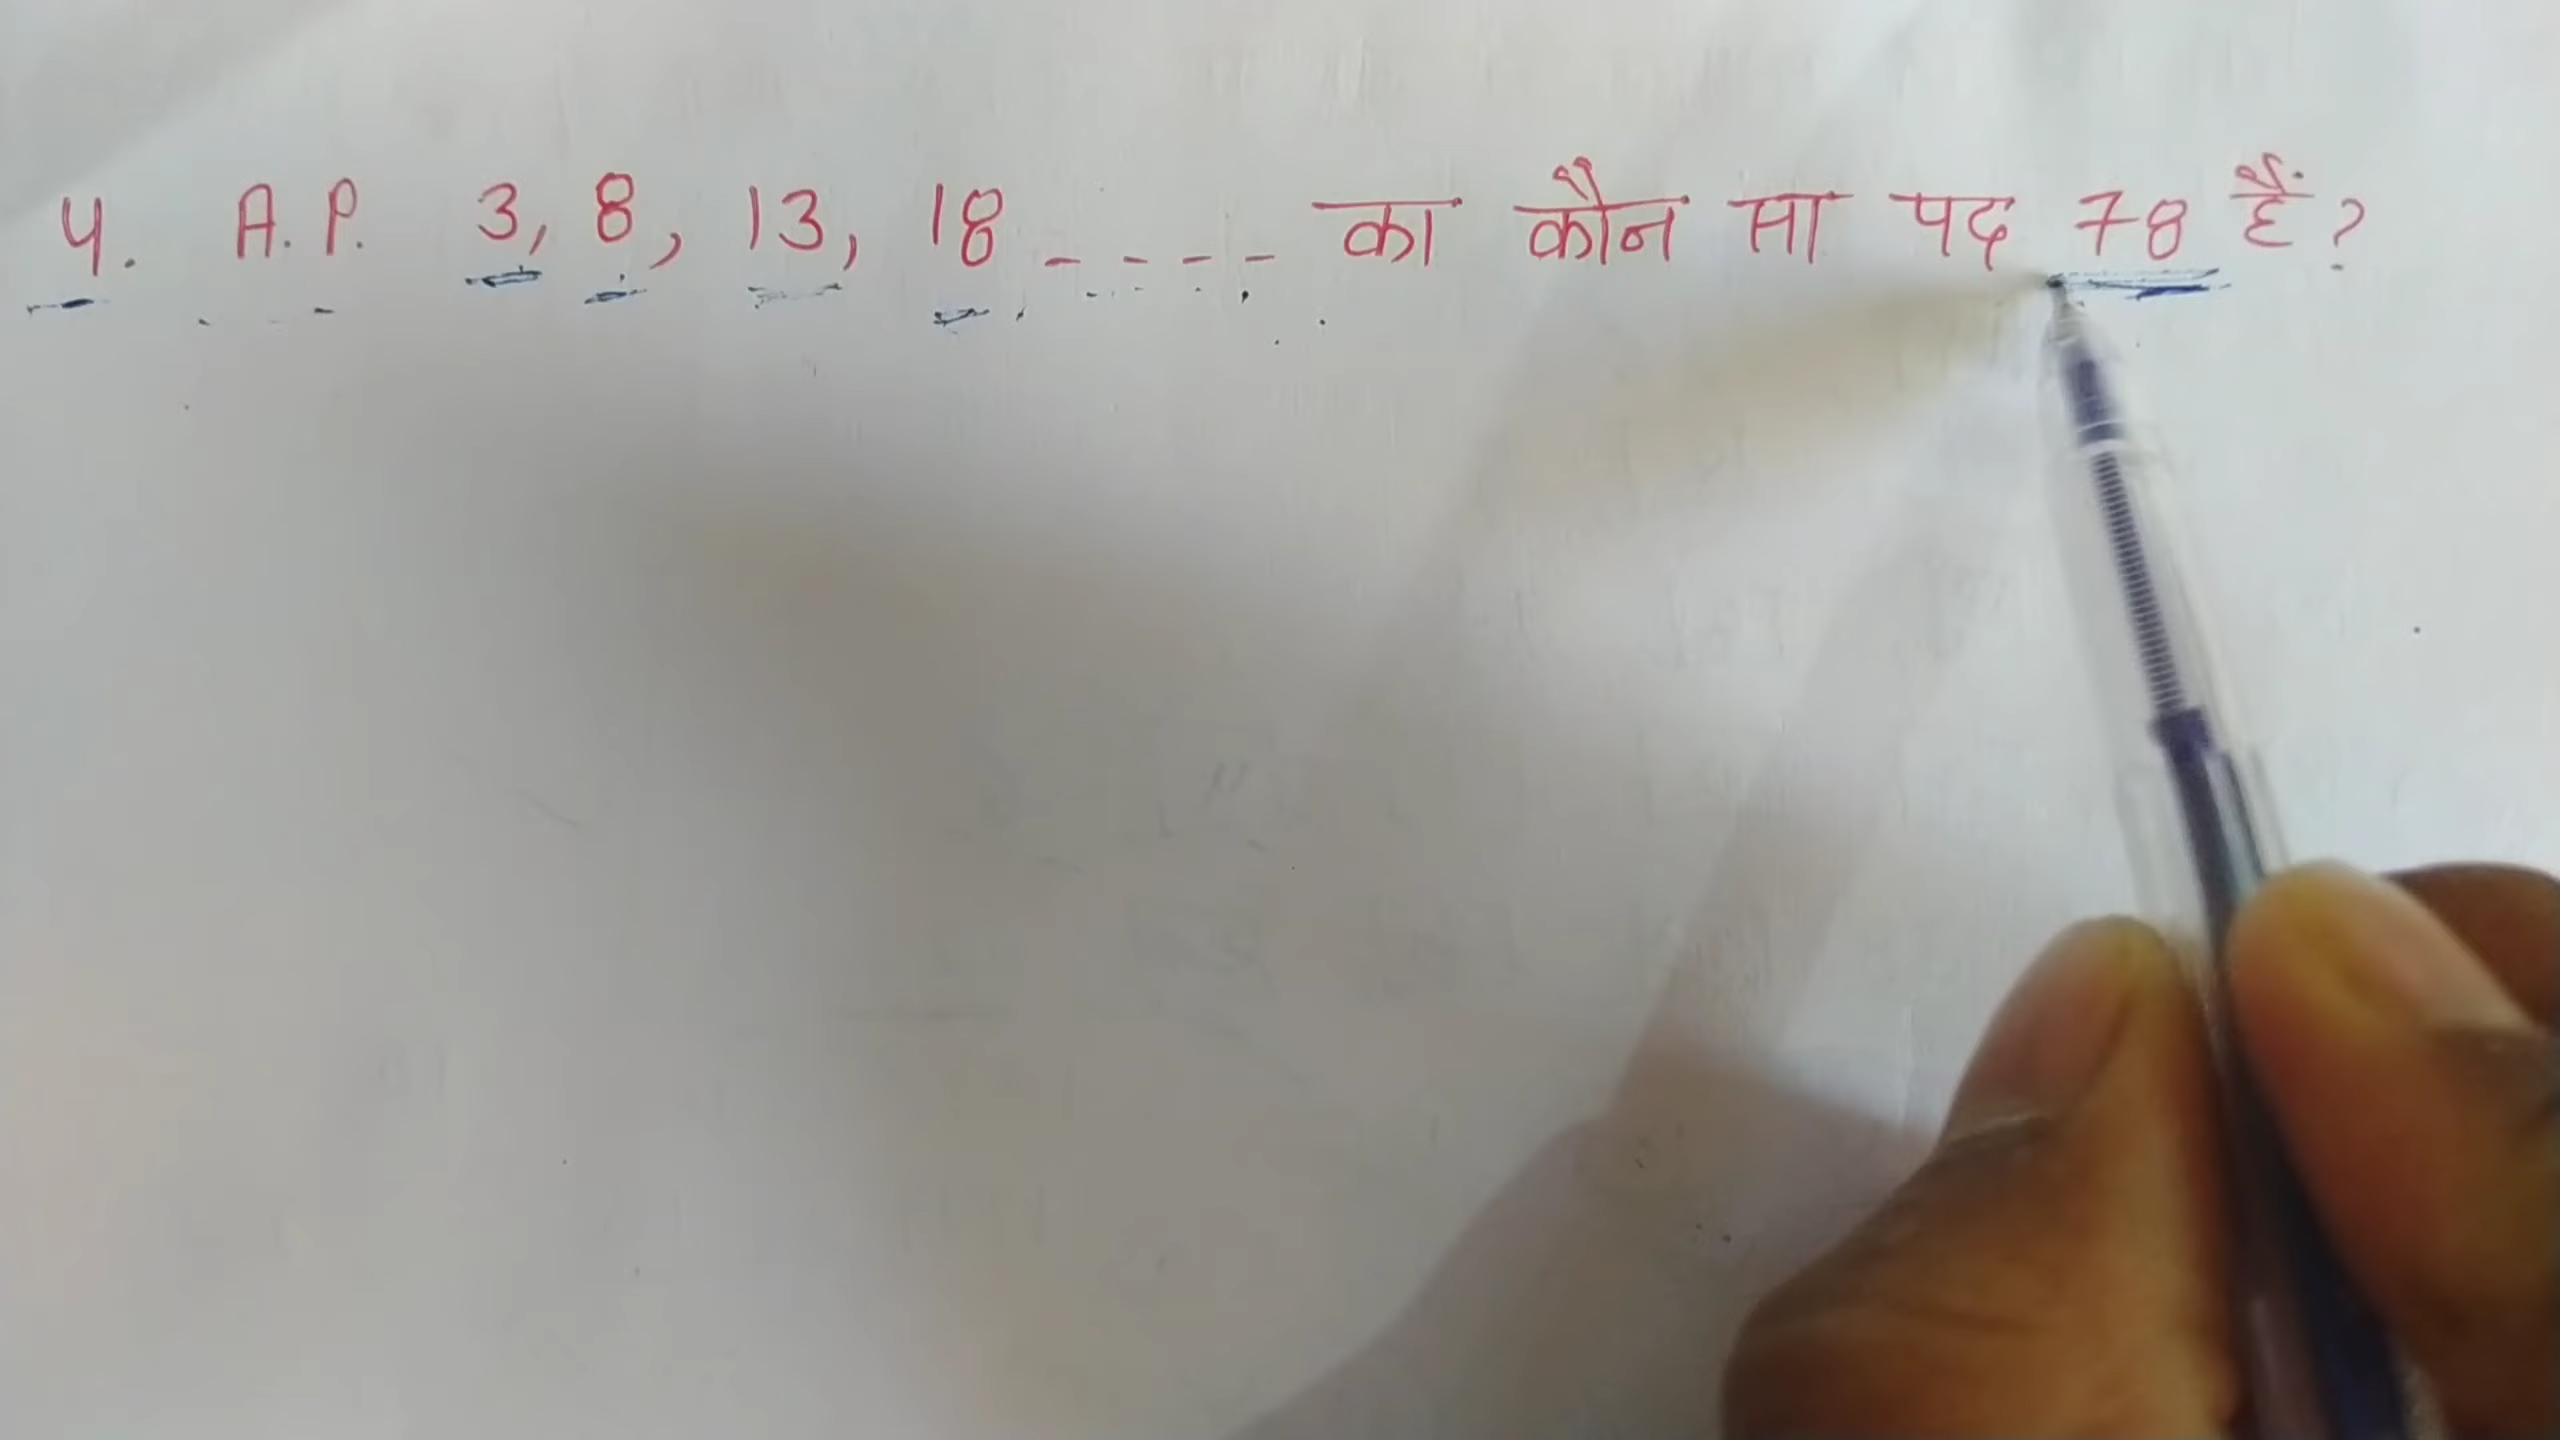 4. A.P. 3, 8, 13, 18 - - - - का कौन सा पद 78 हैं?